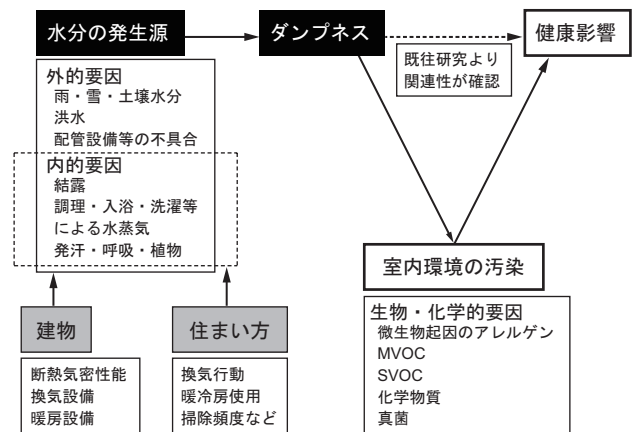 水分の発生源
ダンプネス
健康影響
既往研究より
関連性が確認
外的要因
雨・雪・土壌水分
洪水
配管設備等の不具合
内的要因
結露
調理・入浴・洗濯等
による水蒸気
発汗・呼吸・植物
建物
断熱気密性能
換気設備
暖房設備
住まい方
換気行動
暖冷房使用
掃除頻度など
室内環境の汚染
生物・化学的要因
微生物起因のアレルゲン
MVOC
SVOC
化学物質
真菌